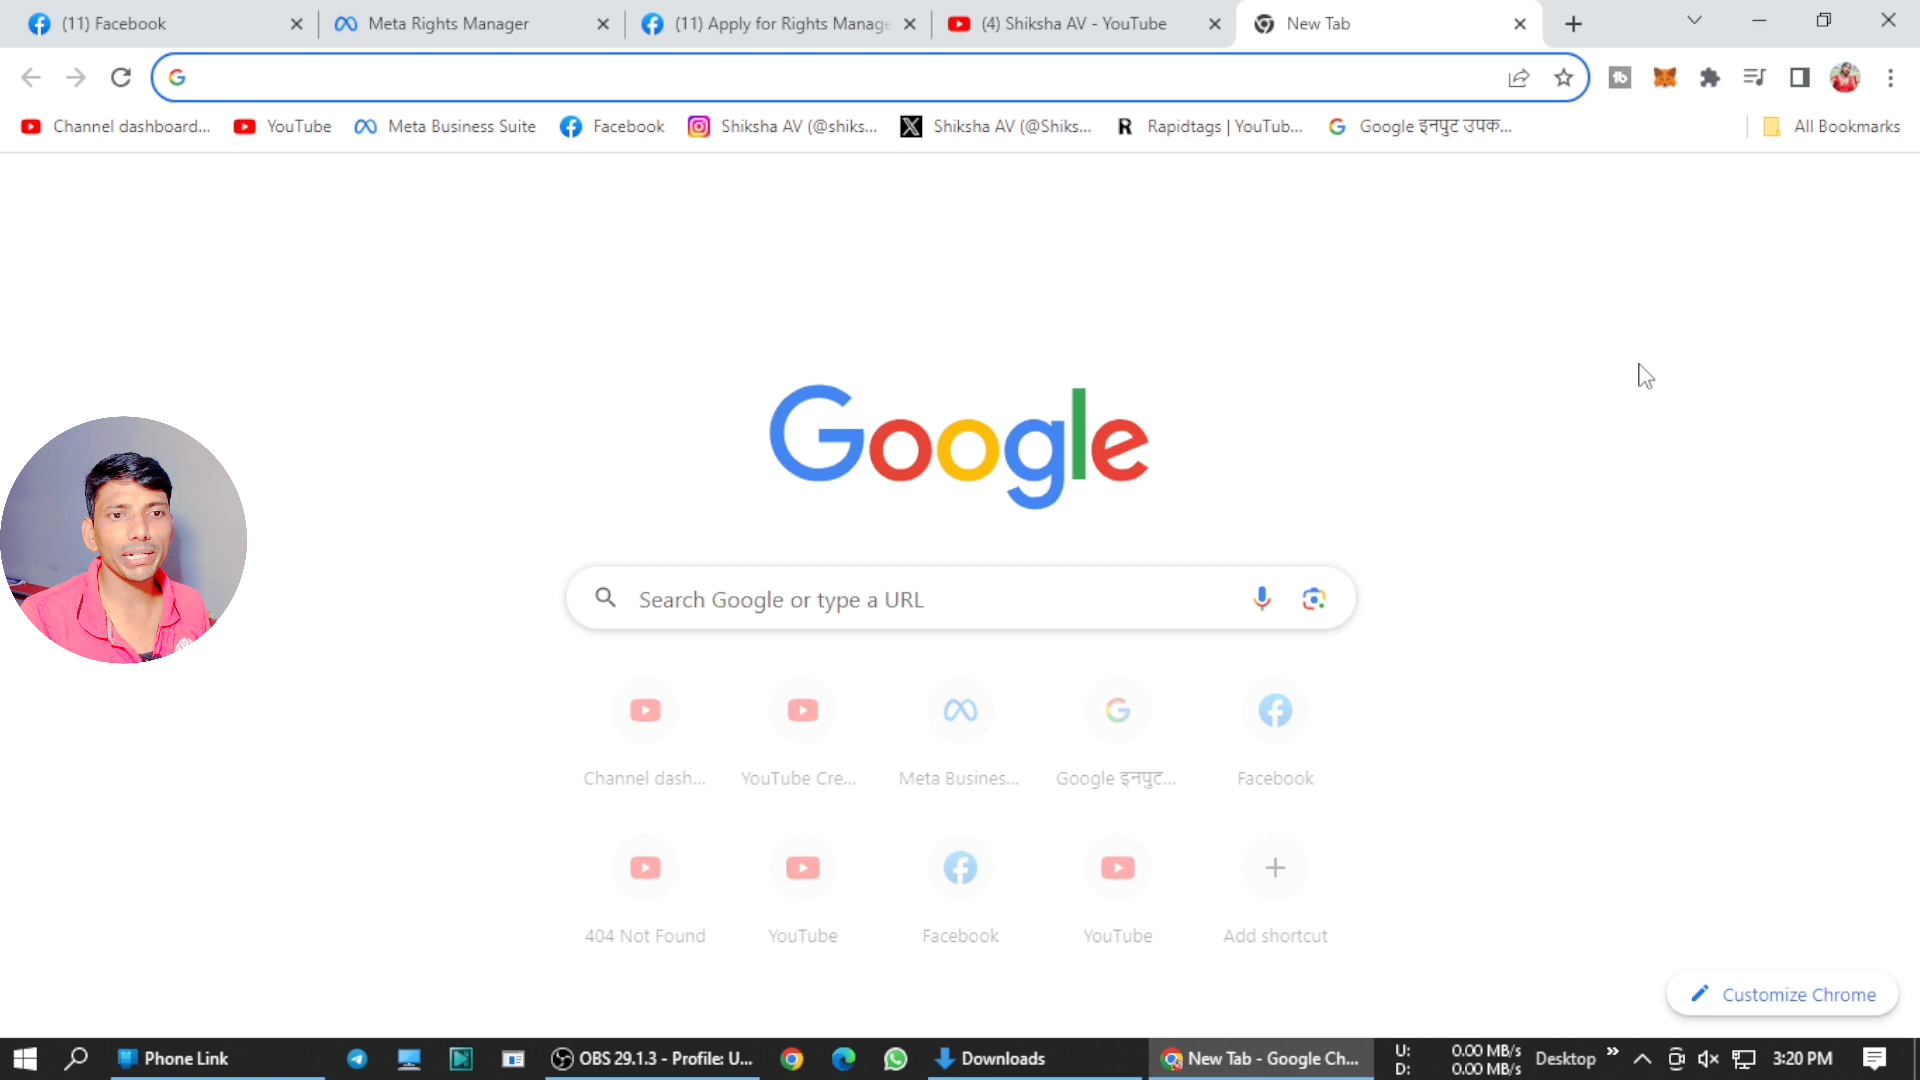 (11) Facebook
Meta Rights Manager
(11) Apply for Rights Manage
(4) Shiksha AV - YouTube
New Tab
Channel dashboard...
YouTube
Meta Business Suite
Facebook
Shiksha AV (@shiks...
Shiksha AV (@Shiks...
Rapidtags | YouTub...
Google इनपुट उपक...
All Bookmarks
Google
Search Google or type a URL
Channel dash...
YouTube Cre...
Meta Busines...
Google इनपुट...
Facebook
404 Not Found
YouTube
Facebook
YouTube
Add shortcut
Customize Chrome
Phone Link
OBS 29.1.3 - Profile: U...
Downloads
New Tab - Google Ch...
U: 0.00 MB/s
D: 0.00 MB/s
Desktop
3:20 PM